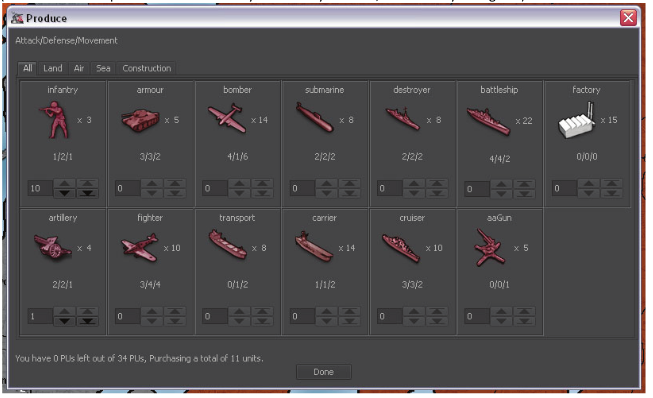 Produce
Attack/Defense/Movement
All Land Air Sea Construction
infantry armour bomber submarine destroyer battleship factory
x 3 x 5 x 14 x 8 x 8 x 22 x 15
1/2/1 3/3/2 4/1/6 2/2/2 2/2/2 4/4/2 0/0/0
10 0 0 0 0 0 0
artillery fighter transport carrier cruiser aaGun
x 4 x 10 x 8 x 14 x 10 x 5
2/2/1 3/4/4 0/1/2 1/1/2 3/3/2 0/0/1
1 0 0 0 0 0
You have 0 PUs left out of 34 PUs, Purchasing a total of 11 units.
Done